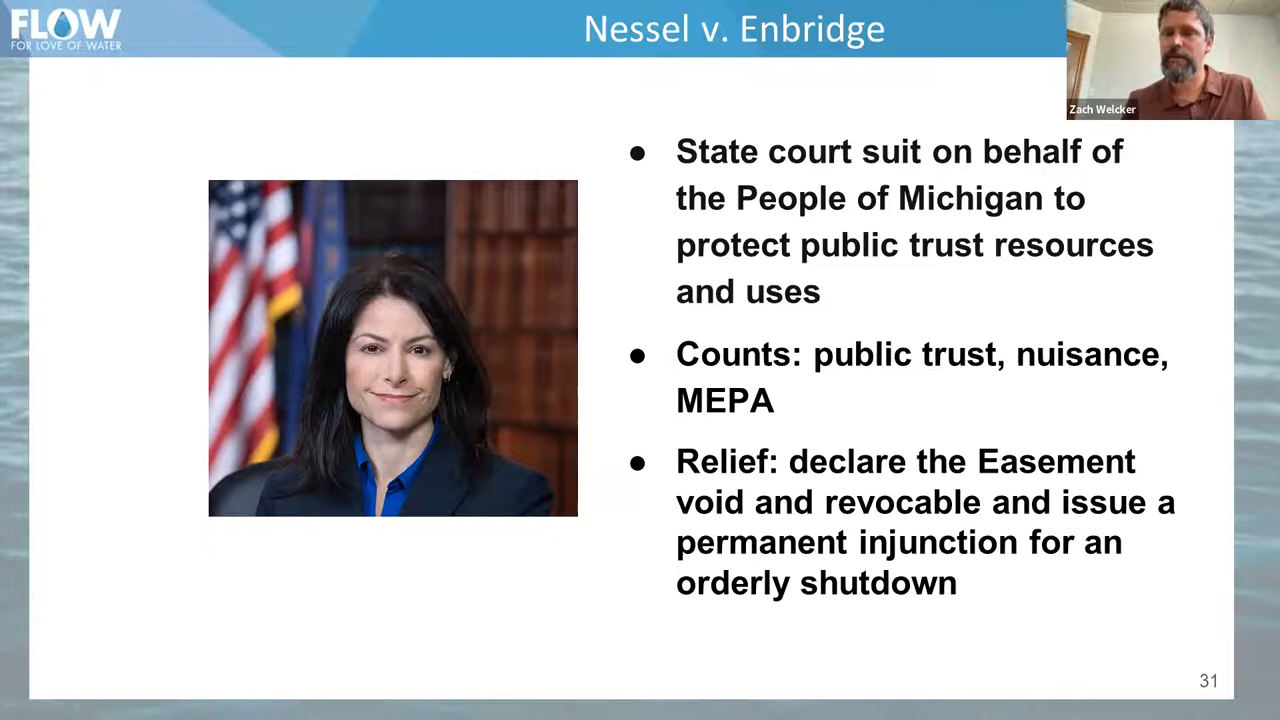 FLOW
FOR LOVE OF WATER
Nessel v. Enbridge
Zach Welcker
● State court suit on behalf of
the People of Michigan to
protect public trust resources
and uses
● Counts: public trust, nuisance,
MEPA
● Relief: declare the Easement
void and revocable and issue a
permanent injunction for an
orderly shutdown
31